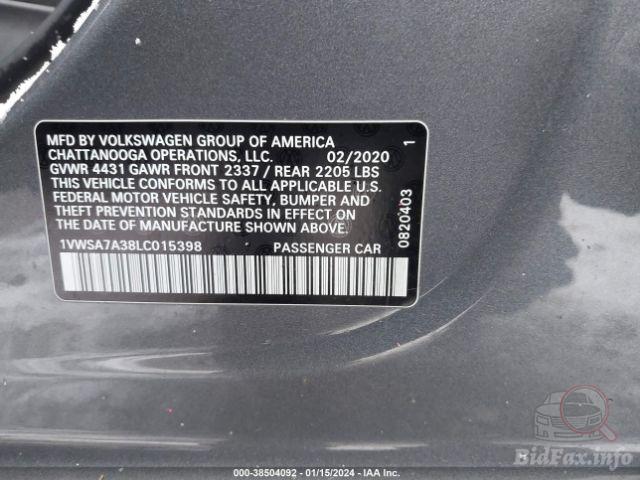 MFD BY VOLKSWAGEN GROUP OF AMERICA
CHATTANOOGA OPERATIONS, LLC. 02/2020 1
GVWR 4431 GAWR FRONT 2337 / REAR 2205 LBS
THIS VEHICLE CONFORMS TO ALL APPLICABLE U.S.
FEDERAL MOTOR VEHICLE SAFETY, BUMPER AND
THEFT PREVENTION STANDARDS IN EFFECT ON
THE DATE OF MANUFACTURE SHOWN ABOVE.
1VWSA7A38LC015398 PASSENGER CAR
0820403
BidFax.info
000-38504092 - 01/15/2024 - IAA Inc.